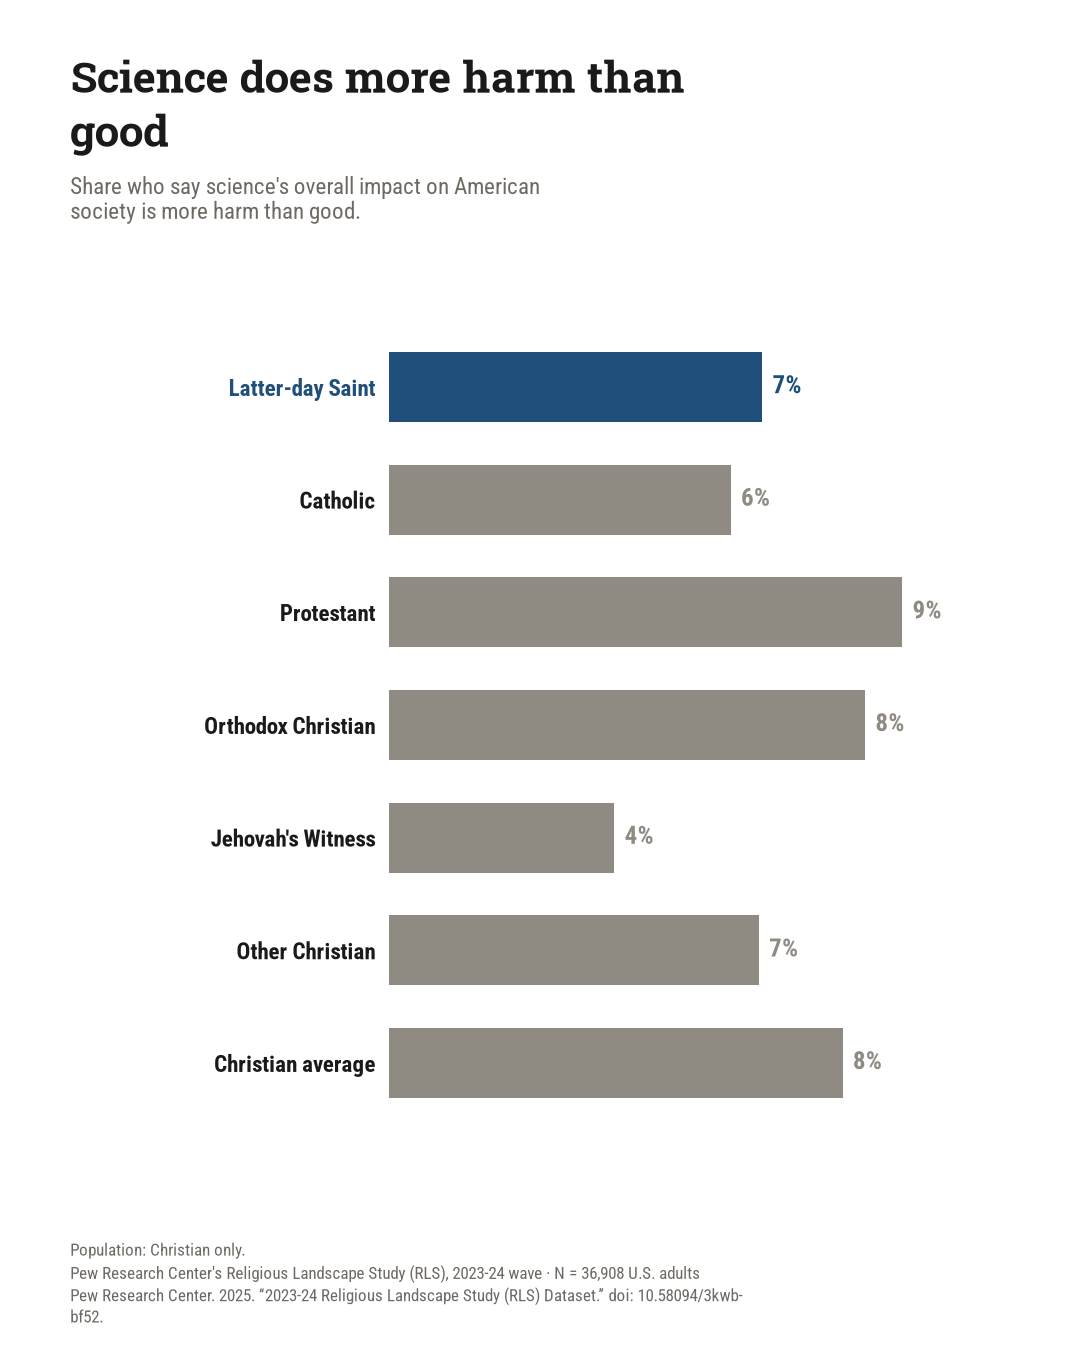 Science does more harm than
good
Share who say science's overall impact on American
society is more harm than good.
Latter-day Saint 7%
Catholic 6%
Protestant 9%
Orthodox Christian 8%
Jehovah's Witness 4%
Other Christian 7%
Christian average 8%
Population: Christian only.
Pew Research Center's Religious Landscape Study (RLS), 2023-24 wave · N = 36,908 U.S. adults
Pew Research Center. 2025. “2023-24 Religious Landscape Study (RLS) Dataset.” doi: 10.58094/3kwb-
bf52.